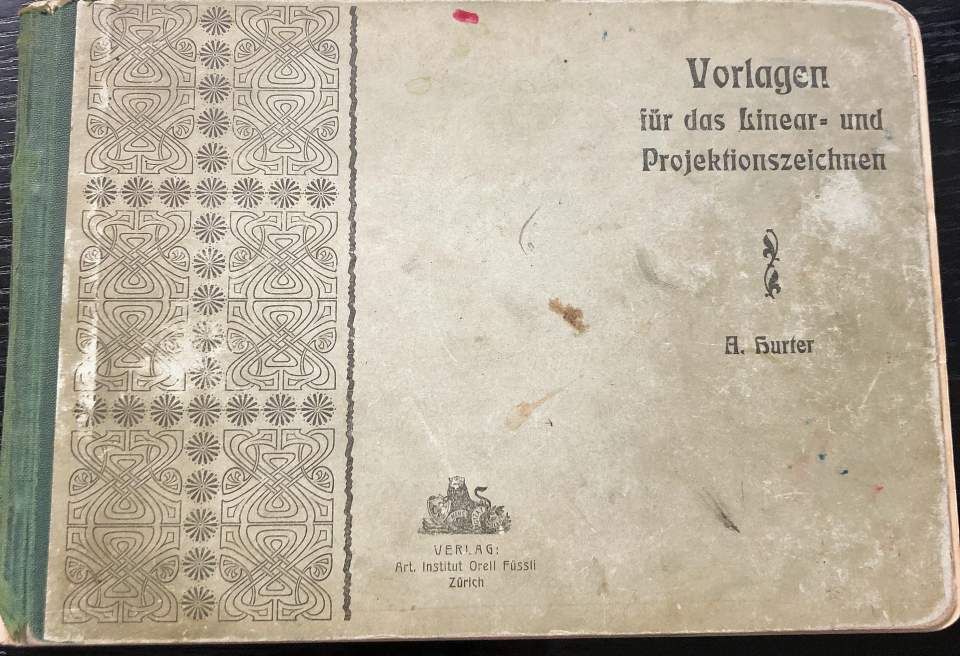 Vorlagen
für das Linear- und
Projektionszeichnen
A. Hurter
VERLAG:
Art. Institut Orell Füssli
Zürich